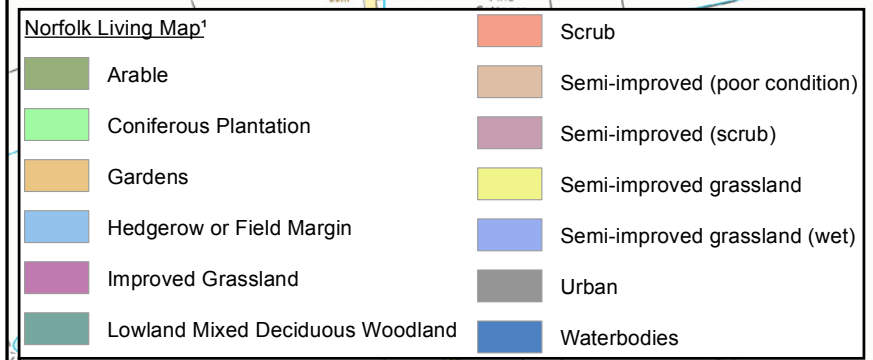 Norfolk Living Map¹
Arable
Coniferous Plantation
Gardens
Hedgerow or Field Margin
Improved Grassland
Lowland Mixed Deciduous Woodland
Scrub
Semi-improved (poor condition)
Semi-improved (scrub)
Semi-improved grassland
Semi-improved grassland (wet)
Urban
Waterbodies